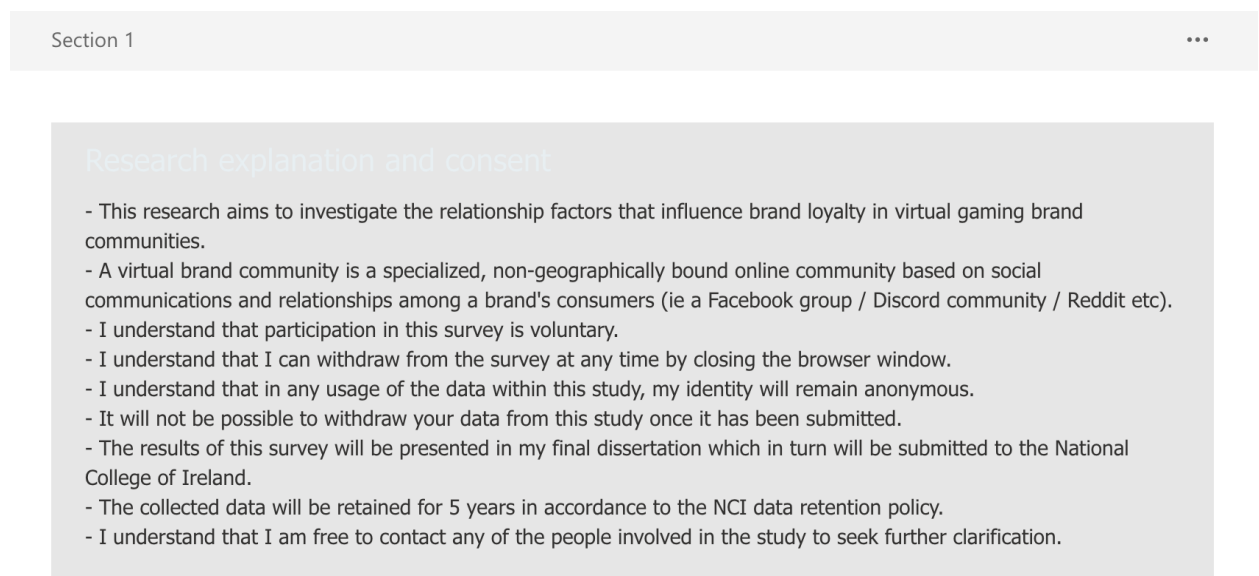 Section 1
Research explanation and consent
- This research aims to investigate the relationship factors that influence brand loyalty in virtual gaming brand
communities.
- A virtual brand community is a specialized, non-geographically bound online community based on social
communications and relationships among a brand's consumers (ie a Facebook group / Discord community / Reddit etc).
- I understand that participation in this survey is voluntary.
- I understand that I can withdraw from the survey at any time by closing the browser window.
- I understand that in any usage of the data within this study, my identity will remain anonymous.
- It will not be possible to withdraw your data from this study once it has been submitted.
- The results of this survey will be presented in my final dissertation which in turn will be submitted to the National
College of Ireland.
- The collected data will be retained for 5 years in accordance to the NCI data retention policy.
- I understand that I am free to contact any of the people involved in the study to seek further clarification.